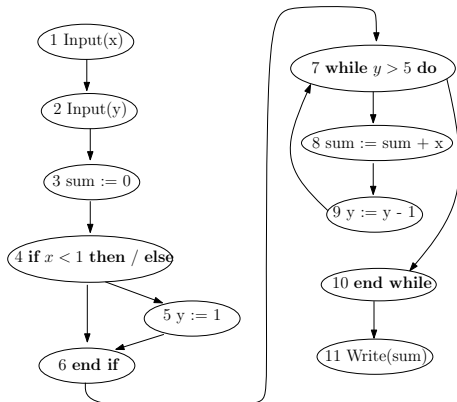 1 Input(x)
2 Input(y)
3 sum := 0
4 if x < 1 then / else
5 y := 1
6 end if
7 while y > 5 do
8 sum := sum + x
9 y := y - 1
10 end while
11 Write(sum)